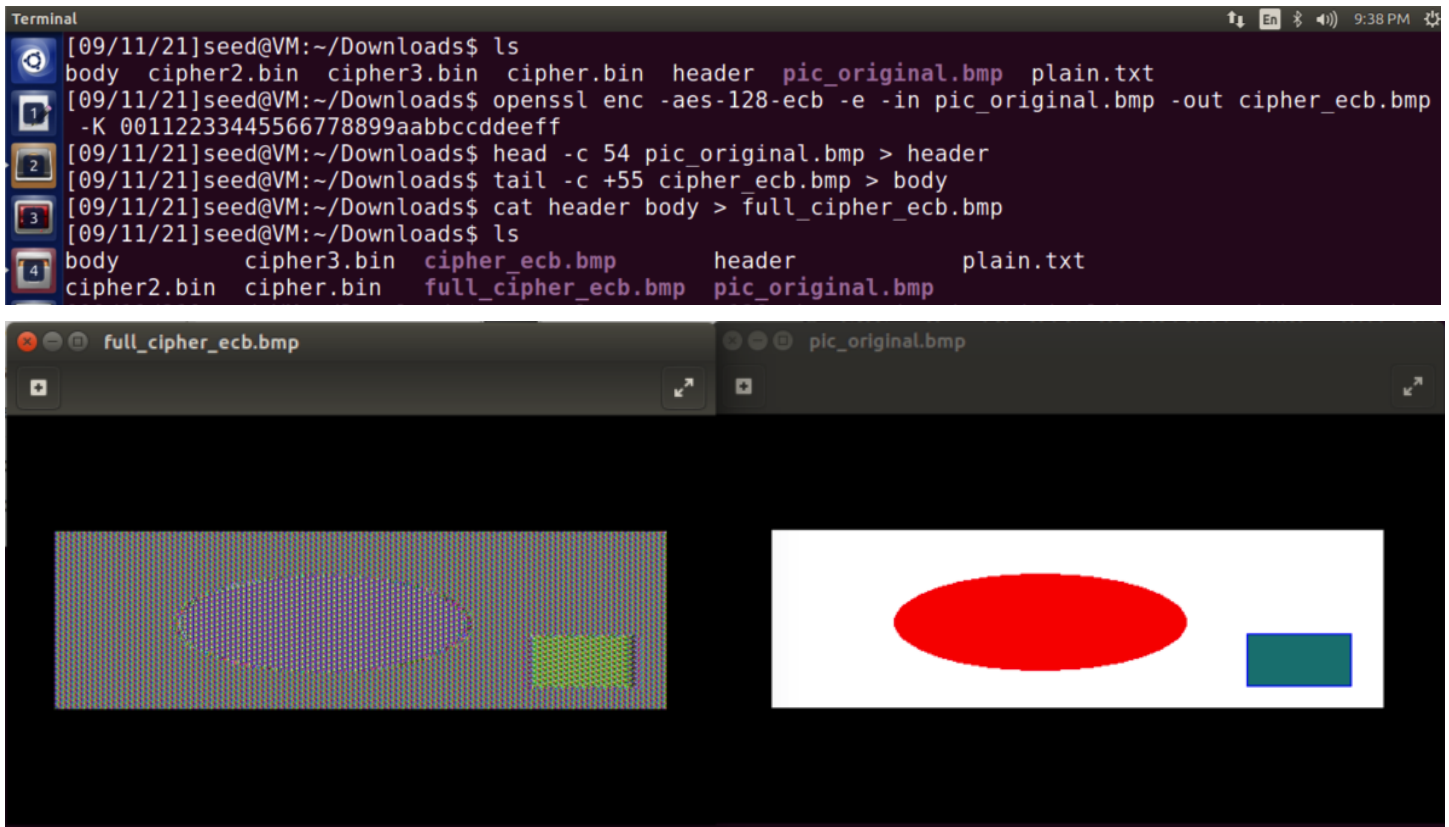 Terminal
En 9:38 PM
[09/11/21]seed@VM:~/Downloads$ ls
body cipher2.bin cipher3.bin cipher.bin header pic_original.bmp plain.txt
[09/11/21]seed@VM:~/Downloads$ openssl enc -aes-128-ecb -e -in pic_original.bmp -out cipher_ecb.bmp
-K 00112233445566778899aabbccddeeff
[09/11/21]seed@VM:~/Downloads$ head -c 54 pic_original.bmp > header
[09/11/21]seed@VM:~/Downloads$ tail -c +55 cipher_ecb.bmp > body
[09/11/21]seed@VM:~/Downloads$ cat header body > full_cipher_ecb.bmp
[09/11/21]seed@VM:~/Downloads$ ls
body cipher3.bin cipher_ecb.bmp header plain.txt
cipher2.bin cipher.bin full_cipher_ecb.bmp pic_original.bmp
1
2
3
4
full_cipher_ecb.bmp
pic_original.bmp